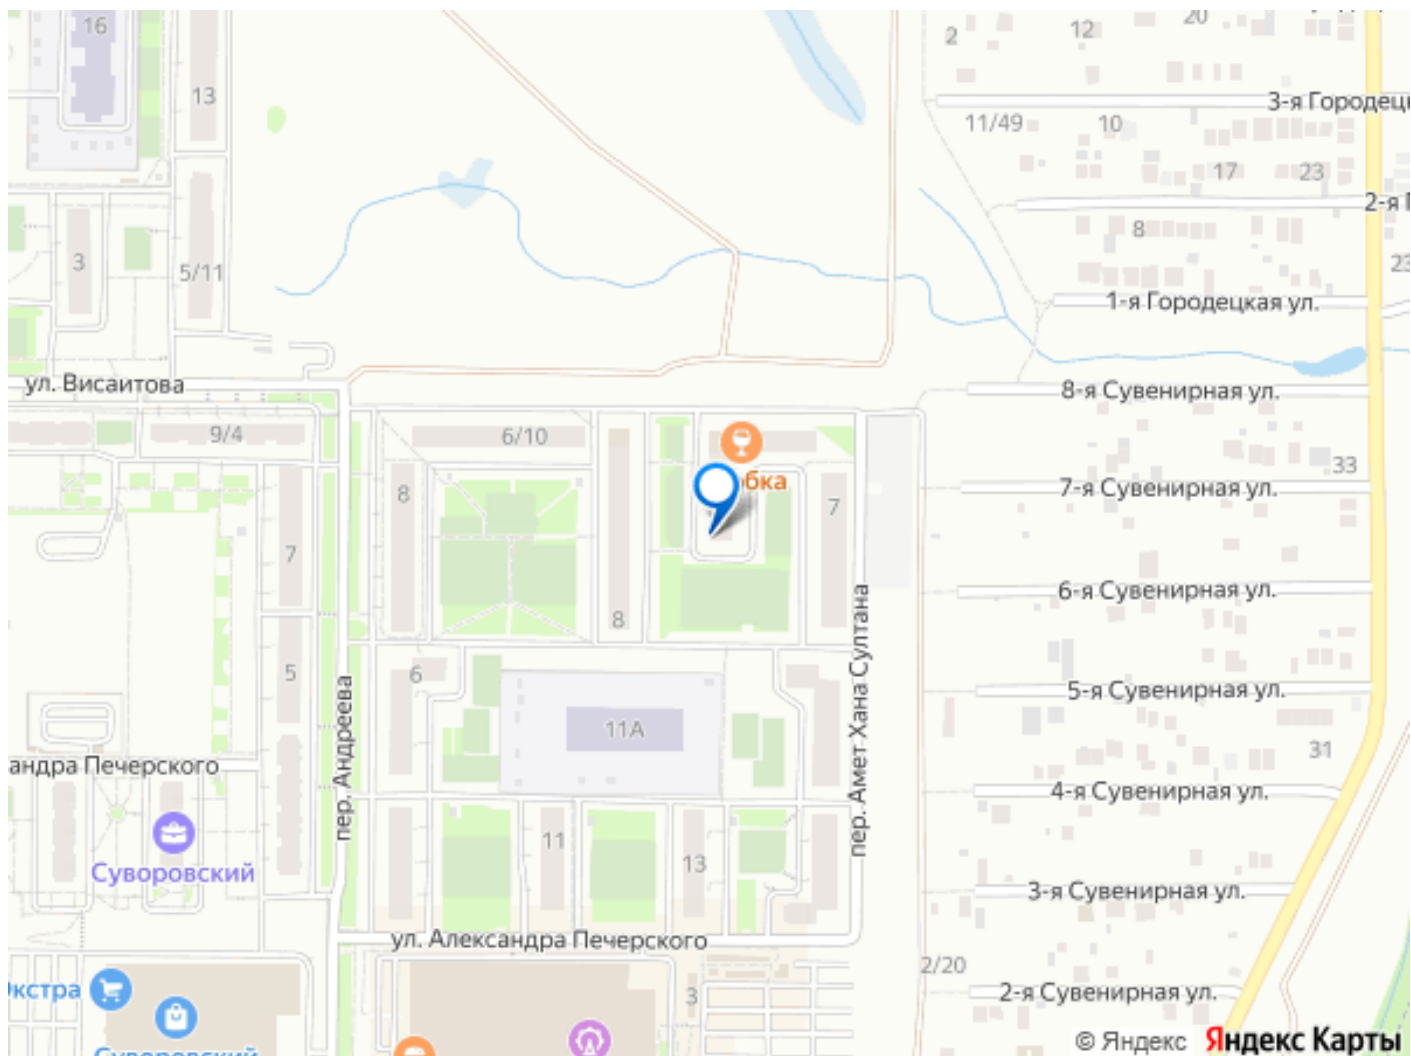 16
13
2
12
20
3-я Городецк
11/49
10
17
23
2-я Г
8
23
3
5/11
1-я Городецкая ул.
ул. Висаитова
8-я Сувенирная ул.
9/4
6/10
33
8
обка
7
7-я Сувенирная ул.
7
6-я Сувенирная ул.
8
5
6
пер. Андреева
пер. Амет Хана Султана
5-я Сувенирная ул.
11А
31
андра Печерского
4-я Сувенирная ул.
11
13
Суворовский
3-я Сувенирная ул.
ул. Александра Печерского
2/20
Экстра
3
2-я Сувенирная ул.
Суворовский
© Яндекс Яндекс Карты